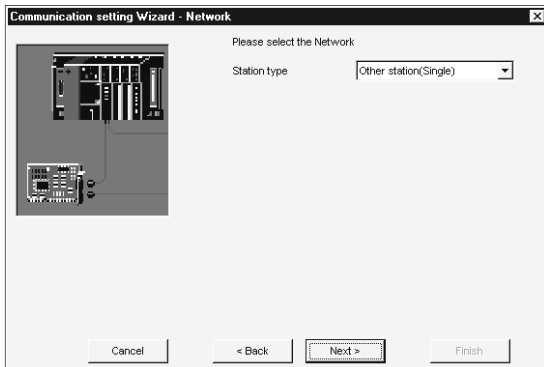 Communication setting Wizard - Network
Please select the Network
Station type
Other station(Single)
Cancel
< Back
Next >
Finish